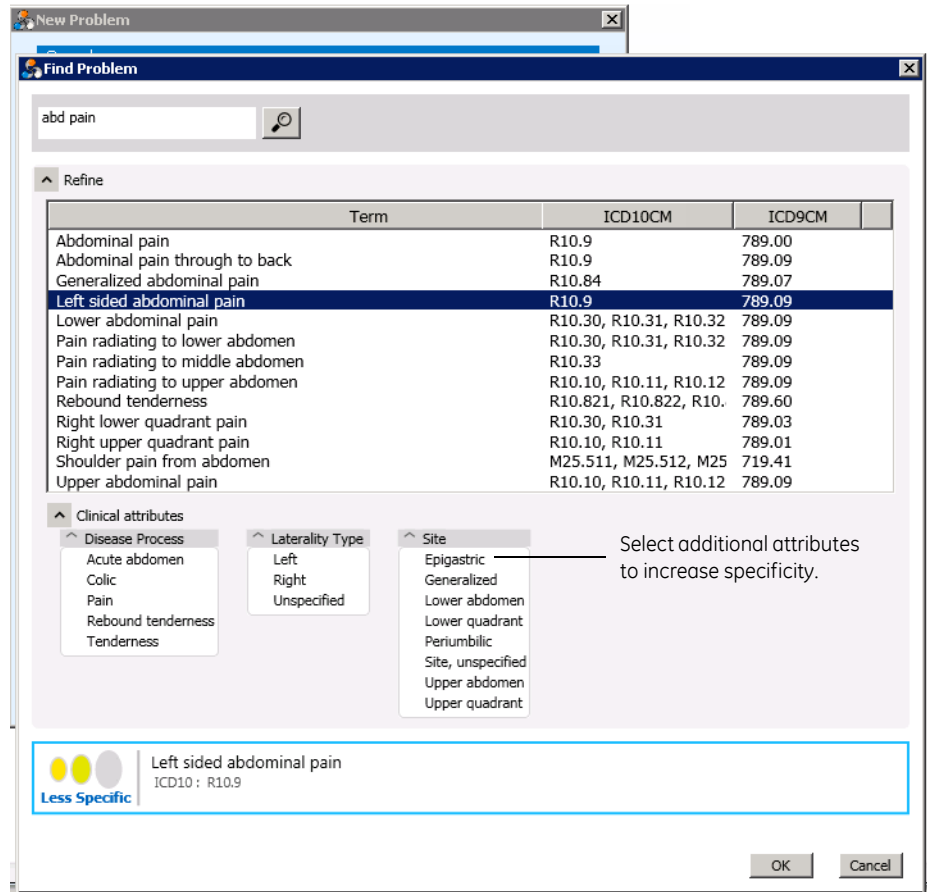 New Problem
Find Problem
abd pain
Refine
Term ICD10CM ICD9CM
Abdominal pain R10.9 789.00
Abdominal pain through to back R10.9 789.09
Generalized abdominal pain R10.84 789.07
Left sided abdominal pain R10.9 789.09
Lower abdominal pain R10.30, R10.31, R10.32 789.09
Pain radiating to lower abdomen R10.30, R10.31, R10.32 789.09
Pain radiating to middle abdomen R10.33 789.09
Pain radiating to upper abdomen R10.10, R10.11, R10.12 789.09
Rebound tenderness R10.821, R10.822, R10. 789.60
Right lower quadrant pain R10.30, R10.31 789.03
Right upper quadrant pain R10.10, R10.11 789.01
Shoulder pain from abdomen M25.511, M25.512, M25 719.41
Upper abdominal pain R10.10, R10.11, R10.12 789.09
Clinical attributes
Disease Process
Acute abdomen
Colic
Pain
Rebound tenderness
Tenderness
Laterality Type
Left
Right
Unspecified
Site
Epigastric
Generalized
Lower abdomen
Lower quadrant
Periumbilic
Site, unspecified
Upper abdomen
Upper quadrant
Select additional attributes
to increase specificity.
Less Specific
Left sided abdominal pain
ICD10 : R10.9
OK Cancel